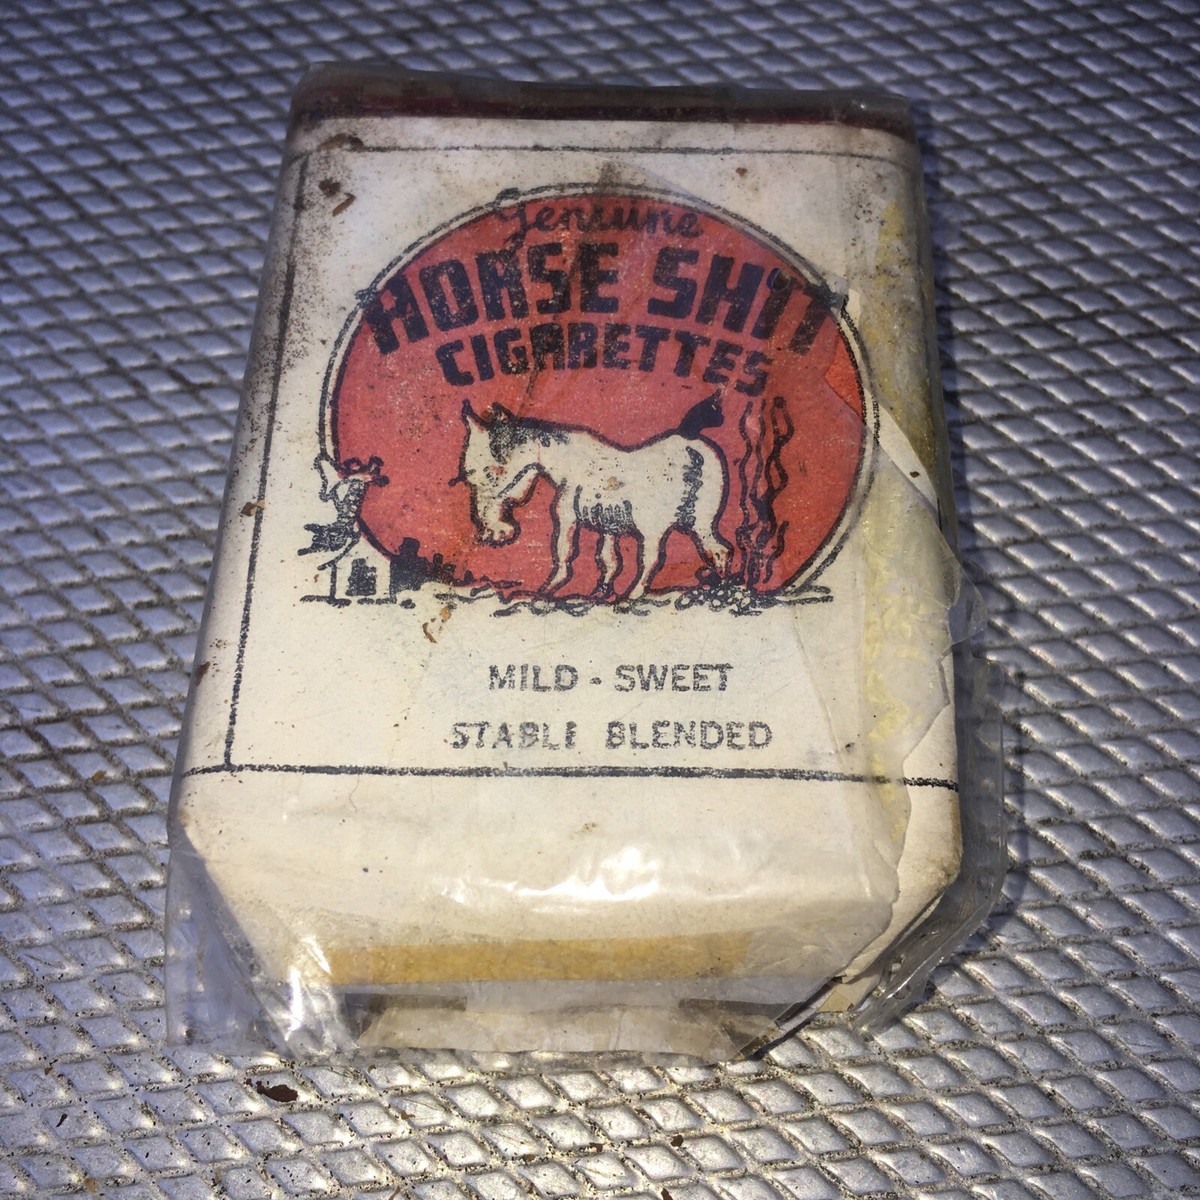 Genuine
HORSE SHIT
CIGARETTES
MILD - SWEET
STABLE BLENDED